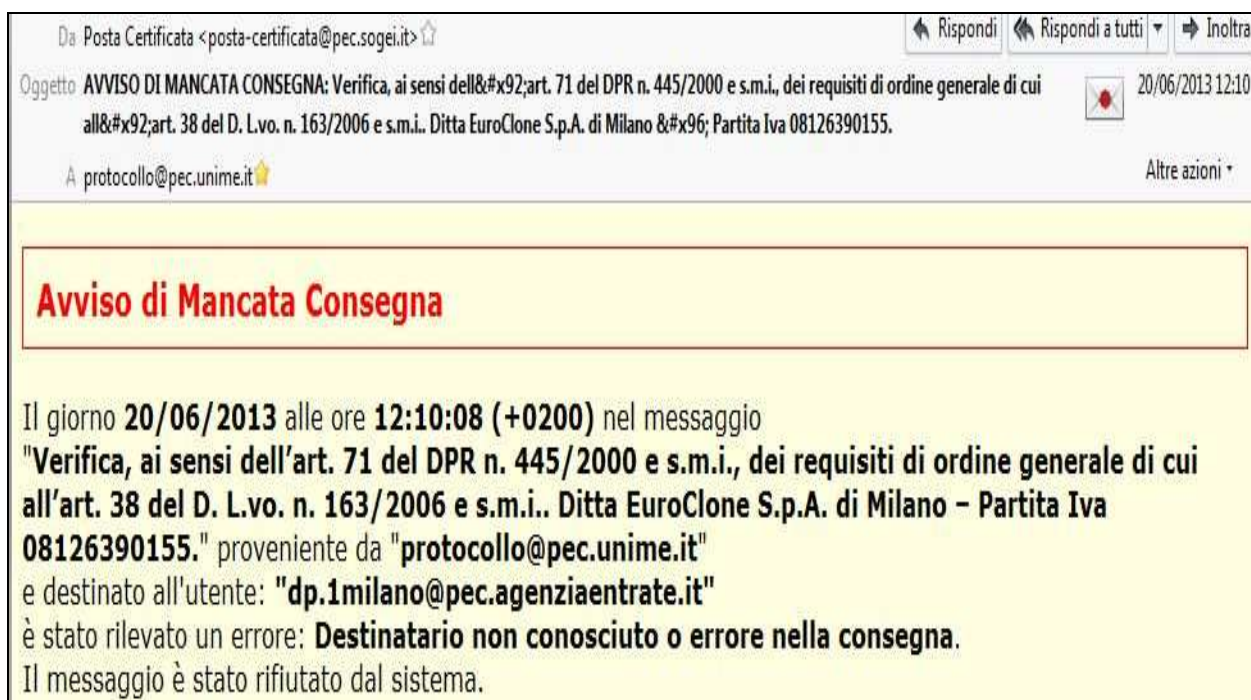 Da Posta Certificata <posta-certificata@pec.sogei.it>
Rispondi Rispondi a tutti Inoltra
Oggetto AVVISO DI MANCATA CONSEGNA: Verifica, ai sensi dell&#x92;art. 71 del DPR n. 445/2000 e s.m.i., dei requisiti di ordine generale di cui
all&#x92;art. 38 del D. L.vo. n. 163/2006 e s.m.i.. Ditta EuroClone S.p.A. di Milano &#x96; Partita Iva 08126390155.
20/06/2013 12:10
A protocollo@pec.unime.it
Altre azioni
Avviso di Mancata Consegna
Il giorno 20/06/2013 alle ore 12:10:08 (+0200) nel messaggio
"Verifica, ai sensi dell’art. 71 del DPR n. 445/2000 e s.m.i., dei requisiti di ordine generale di cui
all’art. 38 del D. L.vo. n. 163/2006 e s.m.i.. Ditta EuroClone S.p.A. di Milano – Partita Iva
08126390155." proveniente da "protocollo@pec.unime.it"
e destinato all'utente: "dp.1milano@pec.agenziaentrate.it"
è stato rilevato un errore: Destinatario non conosciuto o errore nella consegna.
Il messaggio è stato rifiutato dal sistema.